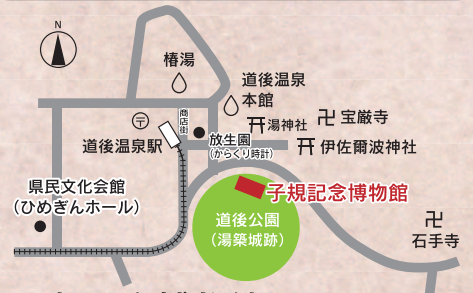 N
椿湯
道後温泉
本館
商店街
湯神社
宝厳寺
道後温泉駅
放生園
(からくり時計)
伊佐爾波神社
県民文化会館
(ひめぎんホール)
子規記念博物館
道後公園
(湯築城跡)
石手寺